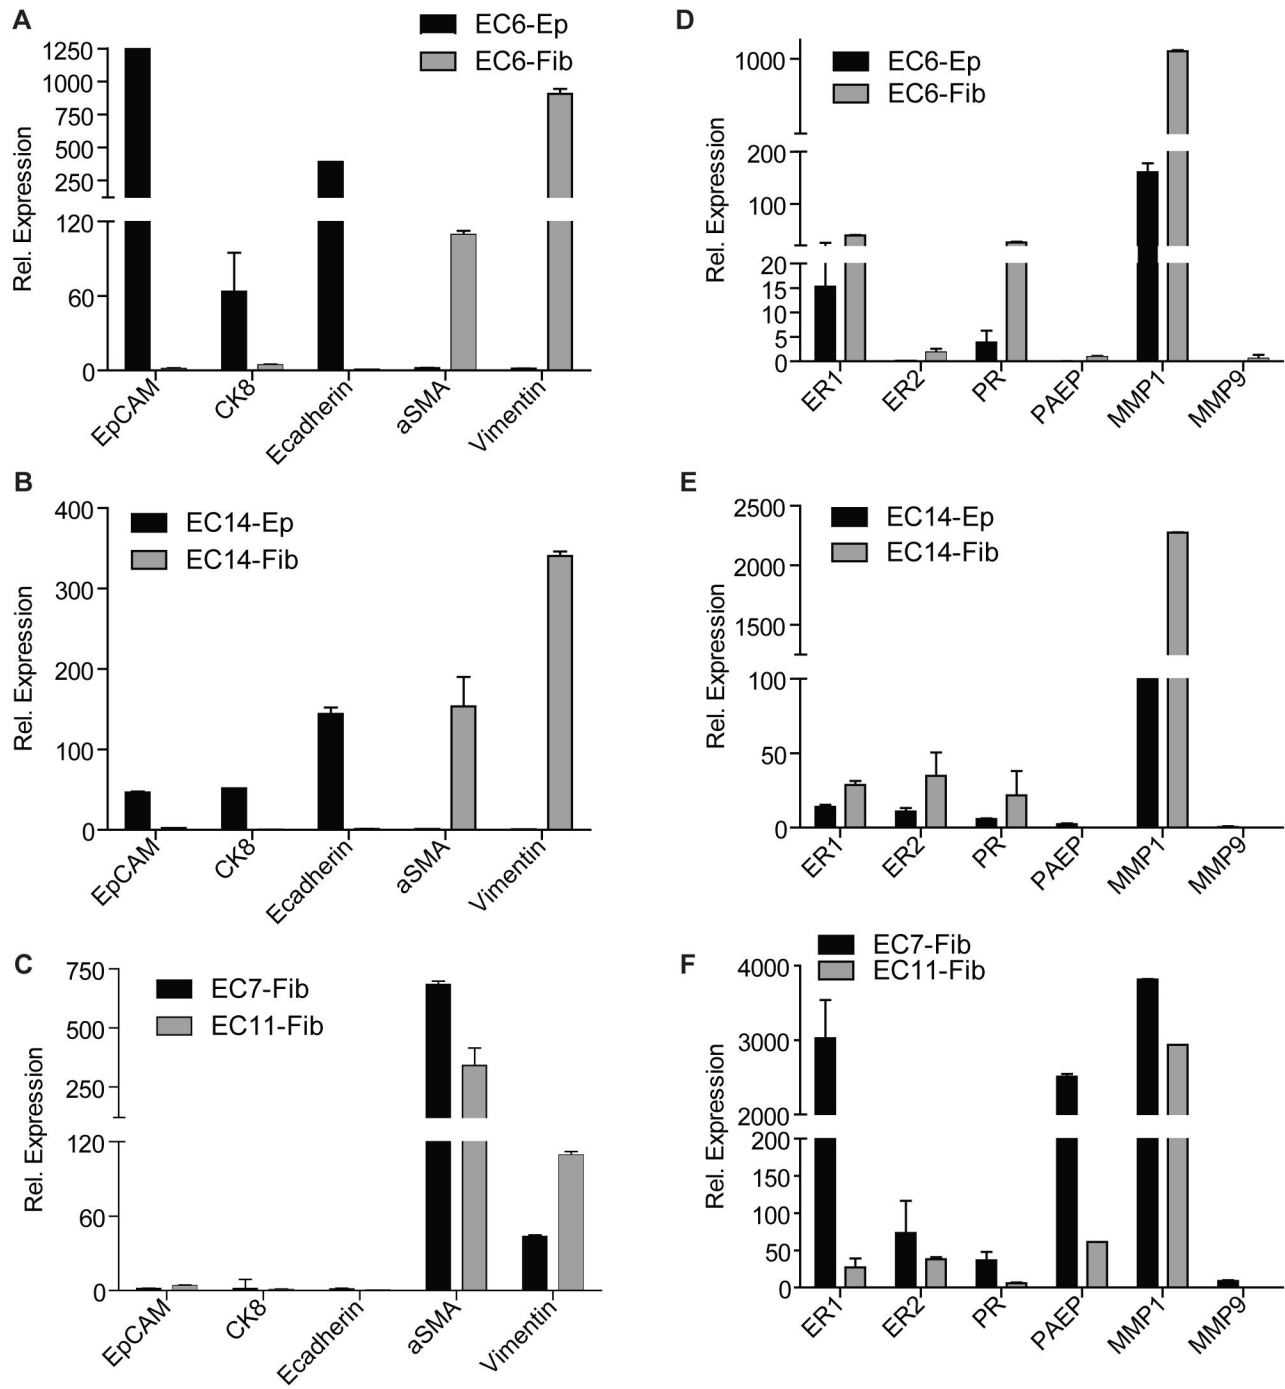 A
EC6-Ep
EC6-Fib
Rel. Expression
1250
1000
750
500
250
120
60
0
EpCAM
CK8
Ecadherin
aSMA
Vimentin
D
EC6-Ep
EC6-Fib
Rel. Expression
1000
200
100
20
15
10
5
0
ER1
ER2
PR
PAEP
MMP1
MMP9
B
EC14-Ep
EC14-Fib
Rel. Expression
400
300
200
100
0
EpCAM
CK8
Ecadherin
aSMA
Vimentin
E
EC14-Ep
EC14-Fib
Rel. Expression
2500
2000
1500
100
50
0
ER1
ER2
PR
PAEP
MMP1
MMP9
C
EC7-Fib
EC11-Fib
Rel. Expression
750
500
250
120
60
0
EpCAM
CK8
Ecadherin
aSMA
Vimentin
F
EC7-Fib
EC11-Fib
Rel. Expression
4000
3000
2000
200
150
100
50
0
ER1
ER2
PR
PAEP
MMP1
MMP9